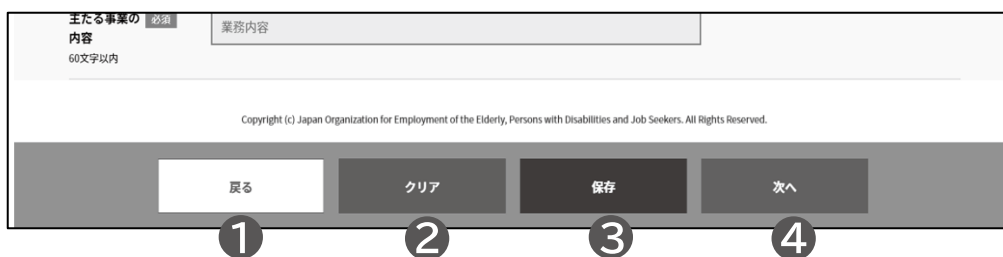 主たる事業の 必須
内容
60文字以内
業務内容
Copyright (c) Japan Organization for Employment of the Elderly, Persons with Disabilities and Job Seekers. All Rights Reserved.
戻る クリア 保存 次へ
1 2 3 4